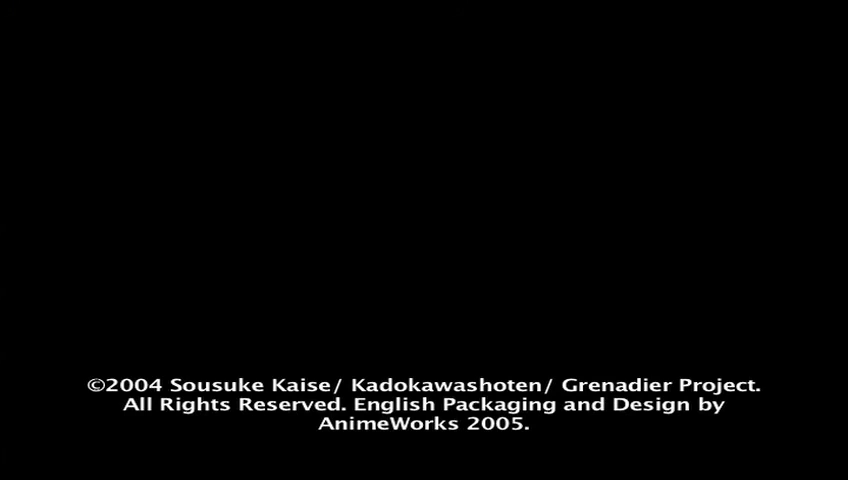 ©2004 Sousuke Kaise/ Kadokawashoten/ Grenadier Project.
All Rights Reserved. English Packaging and Design by
AnimeWorks 2005.